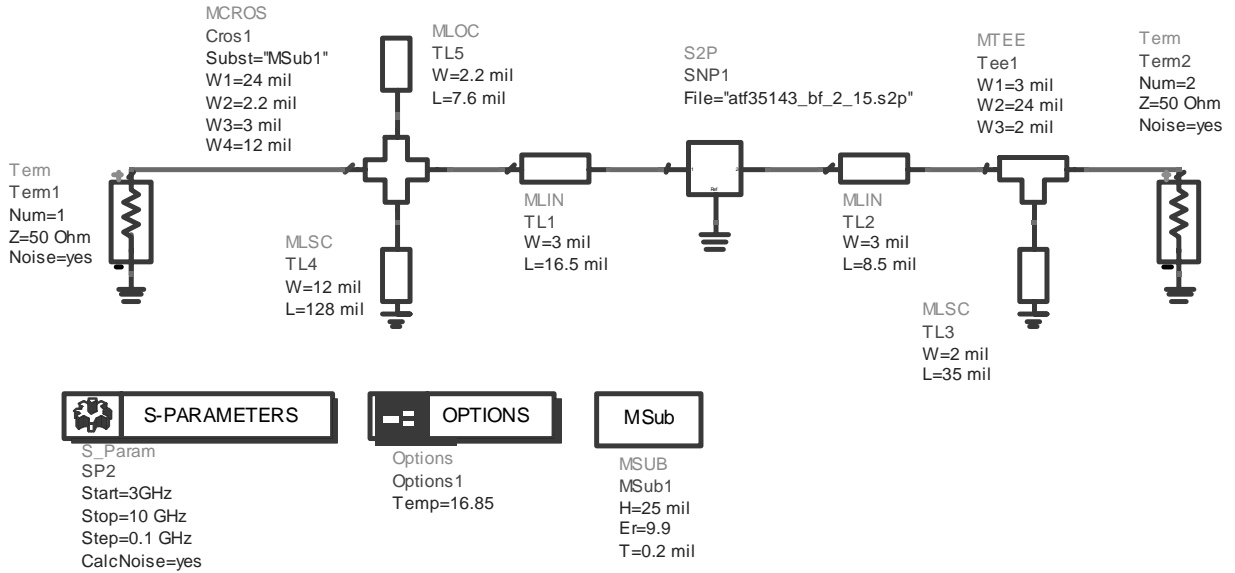 MCROS
Cros1
Subst="MSub1"
W1=24 mil
W2=2.2 mil
W3=3 mil
W4=12 mil
MLOC
TL5
W=2.2 mil
L=7.6 mil
S2P
SNP1
File="atf35143_bf_2_15.s2p"
MTEE
Tee1
W1=3 mil
W2=24 mil
W3=2 mil
Term
Term2
Num=2
Z=50 Ohm
Noise=yes
Term
Term1
Num=1
Z=50 Ohm
Noise=yes
1
2
Ref
MLIN
TL1
W=3 mil
L=16.5 mil
MLIN
TL2
W=3 mil
L=8.5 mil
MLSC
TL4
W=12 mil
L=128 mil
MLSC
TL3
W=2 mil
L=35 mil
S-PARAMETERS
S_Param
SP2
Start=3GHz
Stop=10 GHz
Step=0.1 GHz
CalcNoise=yes
OPTIONS
Options
Options1
Temp=16.85
MSub
MSUB
MSub1
H=25 mil
Er=9.9
T=0.2 mil